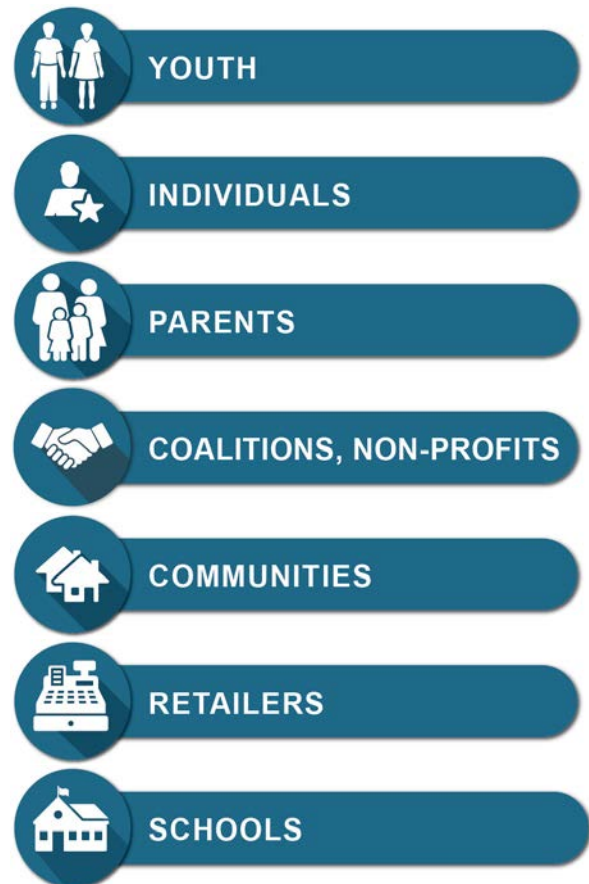 YOUTH
INDIVIDUALS
PARENTS
COALITIONS, NON-PROFITS
COMMUNITIES
RETAILERS
SCHOOLS